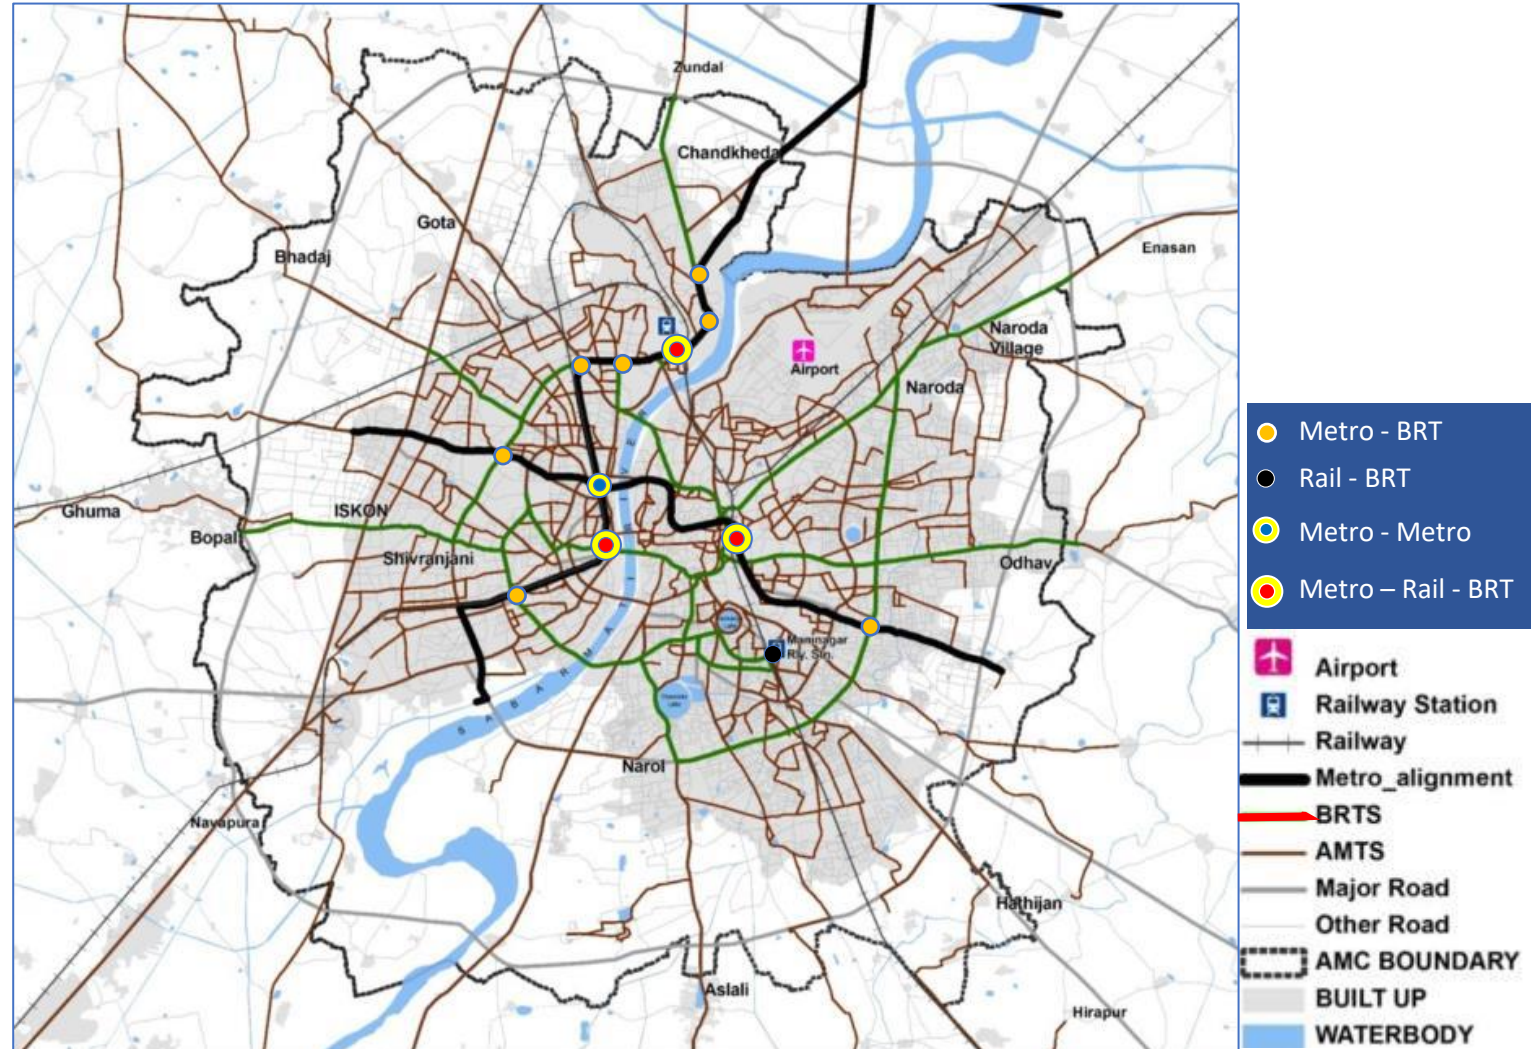 Zundal
Chandkheda
Gota
Bhadaj
Enasan
Naroda
Village
Airport
Naroda
Ghuma
ISKON
Bopal
Shivranjani
Odhav
Maninagar
Rly. Stn.
SABARMATI
RIVER
Narol
Navapura
Hathijan
Aslali
Hirapur
Metro - BRT
Rail - BRT
Metro - Metro
Metro – Rail - BRT
Airport
Railway Station
Railway
Metro_alignment
BRTS
AMTS
Major Road
Other Road
AMC BOUNDARY
BUILT UP
WATERBODY